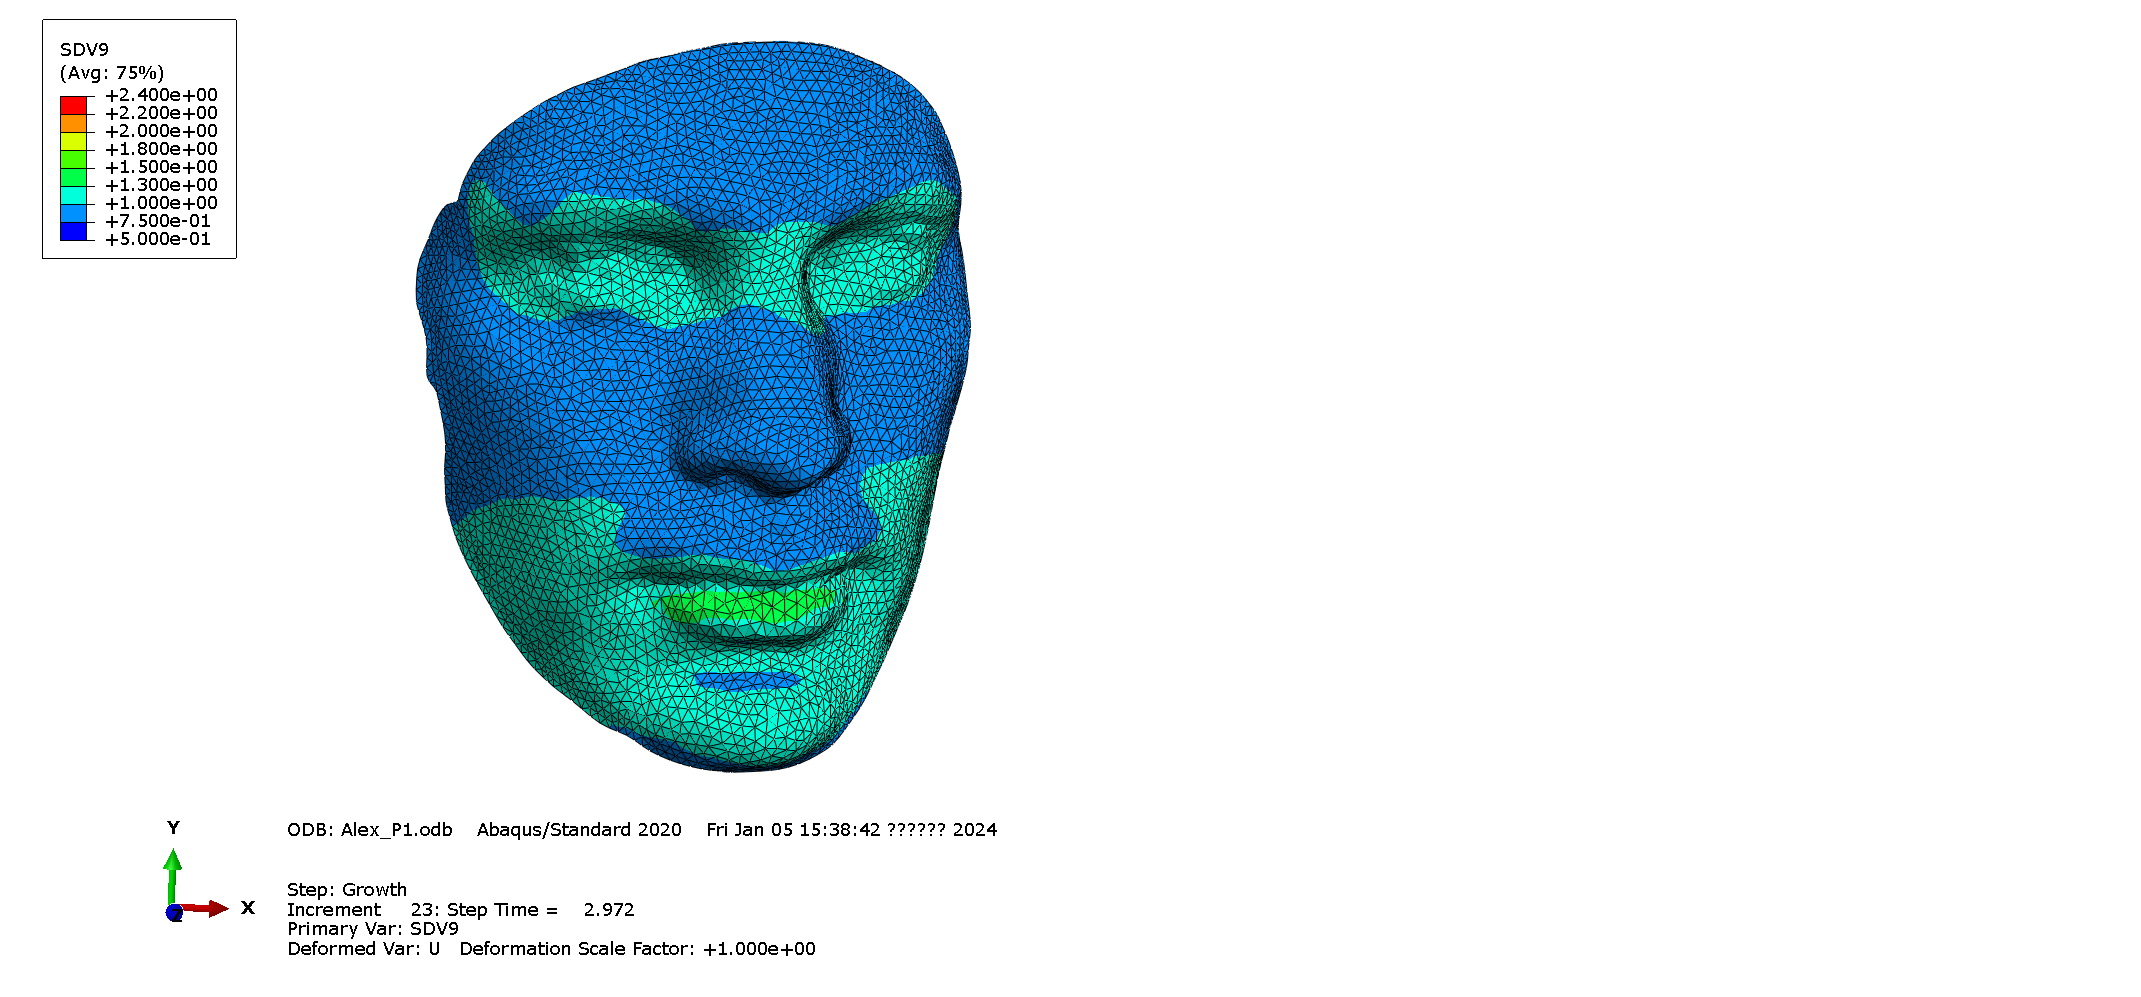 SDV9
(Avg: 75%)
+2.400e+00
+2.200e+00
+2.000e+00
+1.800e+00
+1.500e+00
+1.300e+00
+1.000e+00
+7.500e-01
+5.000e-01
Y
X
Z
ODB: Alex_P1.odb    Abaqus/Standard 2020    Fri Jan 05 15:38:42 ?????? 2024
Step: Growth
Increment     23: Step Time =    2.972
Primary Var: SDV9
Deformed Var: U   Deformation Scale Factor: +1.000e+00